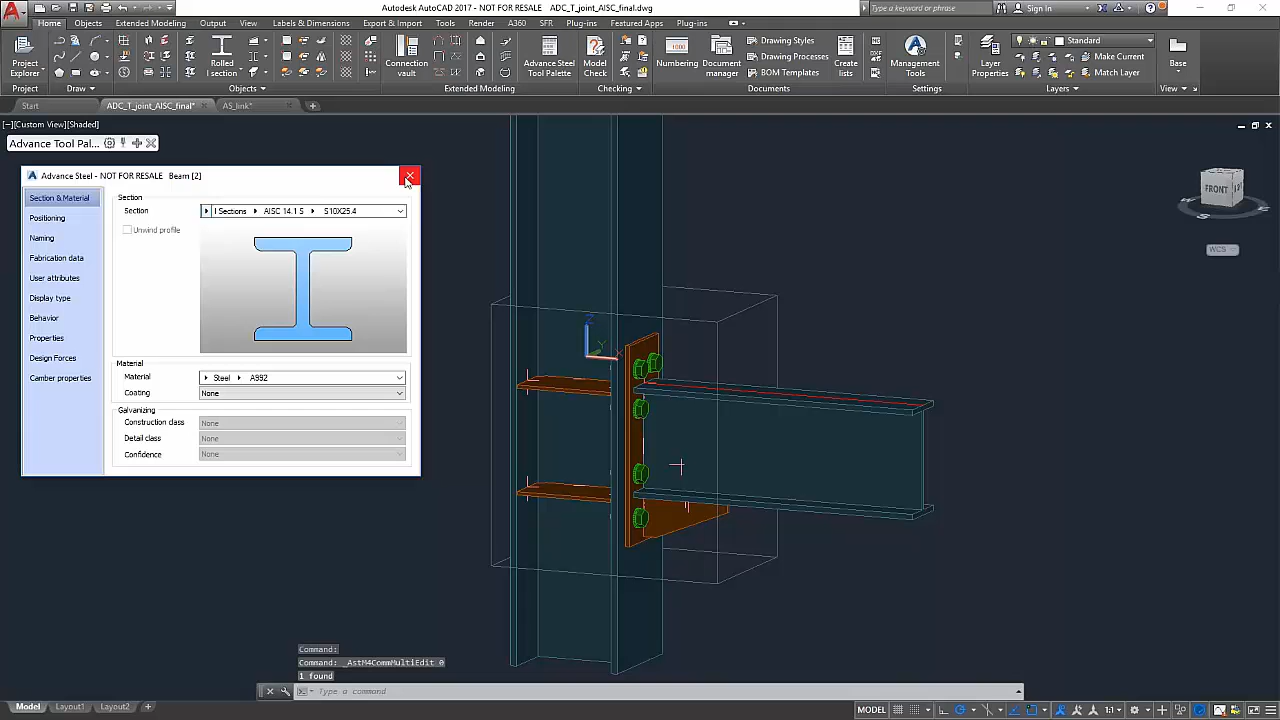 Autodesk AutoCAD 2017 - NOT FOR RESALE ADC_T_joint_AISC_final.dwg
Type a keyword or phrase
Sign In
Home Objects Extended Modeling Output View Labels & Dimensions Export & Import Tools Render A360 SFR Plug-ins Featured Apps Plug-ins
Project Explorer
Rolled I section
Connection vault
Advance Steel Tool Palette
Model Check
Numbering
Document manager
Drawing Styles
Drawing Processes
BOM Templates
Create lists
Management Tools
Layer Properties
Standard
Make Current
Match Layer
Base
Project Draw Objects Extended Modeling Checking Documents Settings Layers View
Start ADC_T_joint_AISC_final* AS_link*
[−][Custom View][Shaded]
Advance Tool Pal...
FRONT
WCS
Advance Steel - NOT FOR RESALE Beam [2]
Section & Material
Positioning
Naming
Fabrication data
User attributes
Display type
Behavior
Properties
Design Forces
Camber properties
Section
Section I Sections AISC 14.1 S S10X25.4
Unwind profile
Material
Material Steel A992
Coating None
Galvanizing
Construction class None
Detail class None
Confidence None
Z
Y
X
Command:
Command: _AstM4CommMultiEdit 0
1 found
Type a command
Model Layout1 Layout2 +
MODEL
1:1